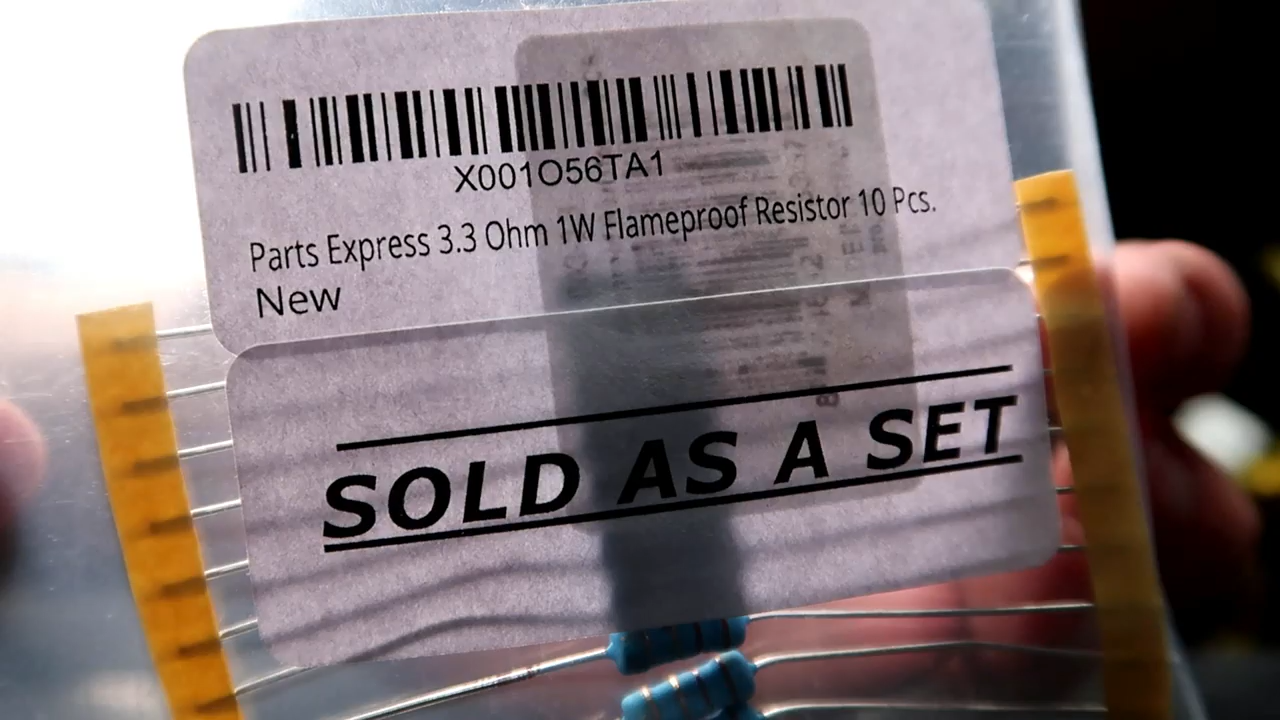 X001O56TA1
Parts Express 3.3 Ohm 1W Flameproof Resistor 10 Pcs.
New
SOLD AS A SET